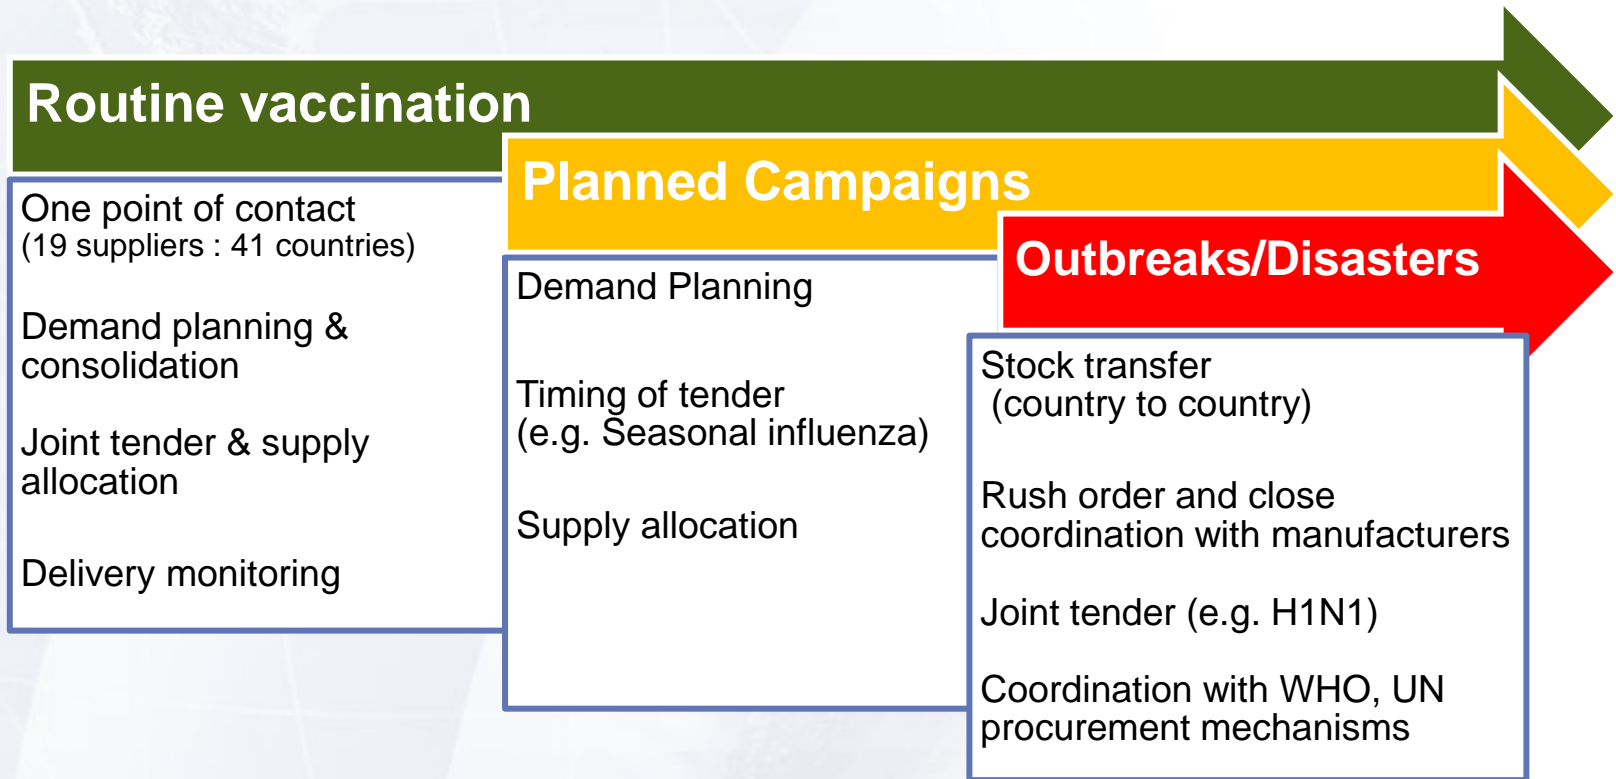 Routine vaccination
One point of contact
(19 suppliers : 41 countries)
Demand planning &
consolidation
Joint tender & supply
allocation
Delivery monitoring
Planned Campaigns
Demand Planning
Timing of tender
(e.g. Seasonal influenza)
Supply allocation
Outbreaks/Disasters
Stock transfer
(country to country)
Rush order and close
coordination with manufacturers
Joint tender (e.g. H1N1)
Coordination with WHO, UN
procurement mechanisms